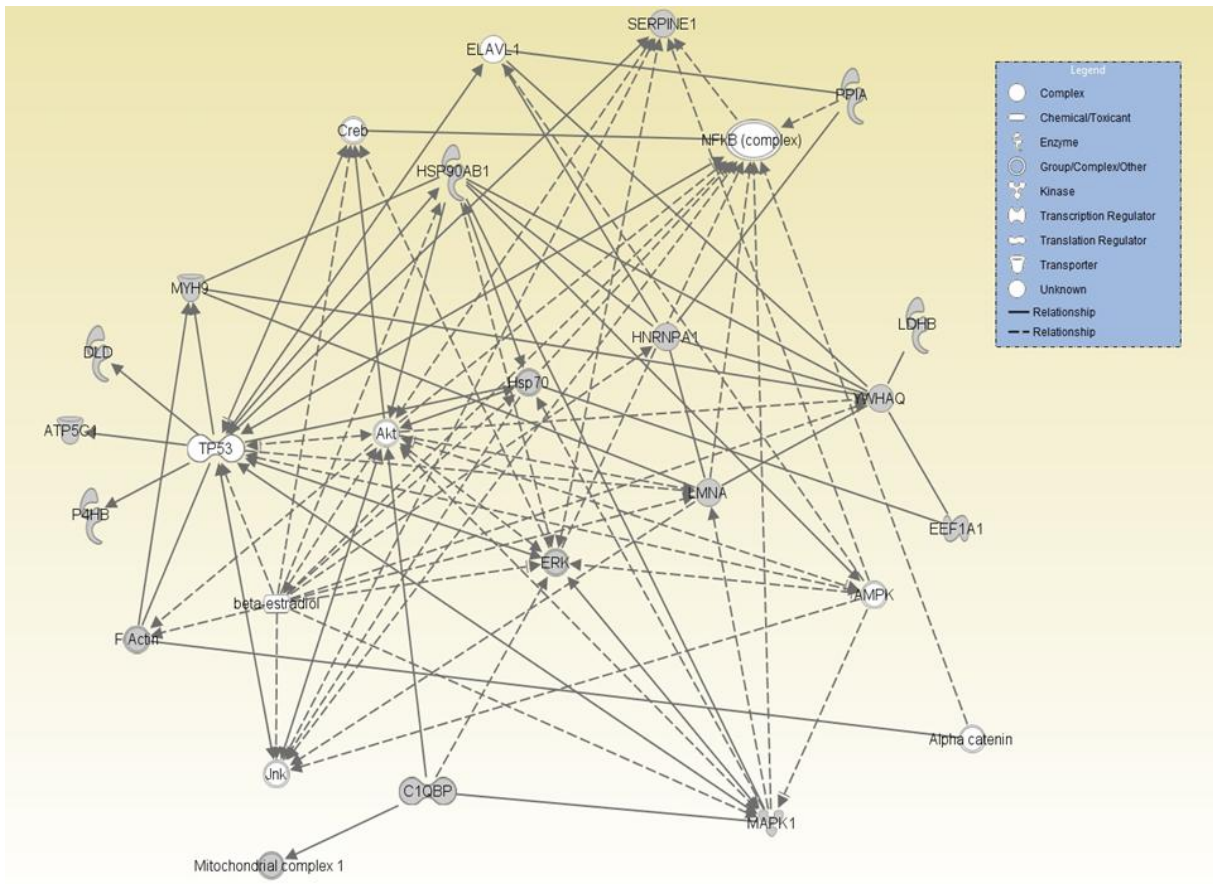 SERPINE1
ELAVL1
PPIA
Creb
NFkB (complex)
HSP90AB1
MYH9
LDHB
HNRNPA1
DLD
Hsp70
YWHAQ
ATP5G1
Akt
TP53
LMNA
P4HB
EEF1A1
ERK
AMPK
beta-estradiol
F Actin
Alpha catenin
Jnk
C1QBP
MAPK1
Mitochondrial complex 1
Legend
Complex
Chemical/Toxicant
Enzyme
Group/Complex/Other
Kinase
Transcription Regulator
Translation Regulator
Transporter
Unknown
Relationship
Relationship